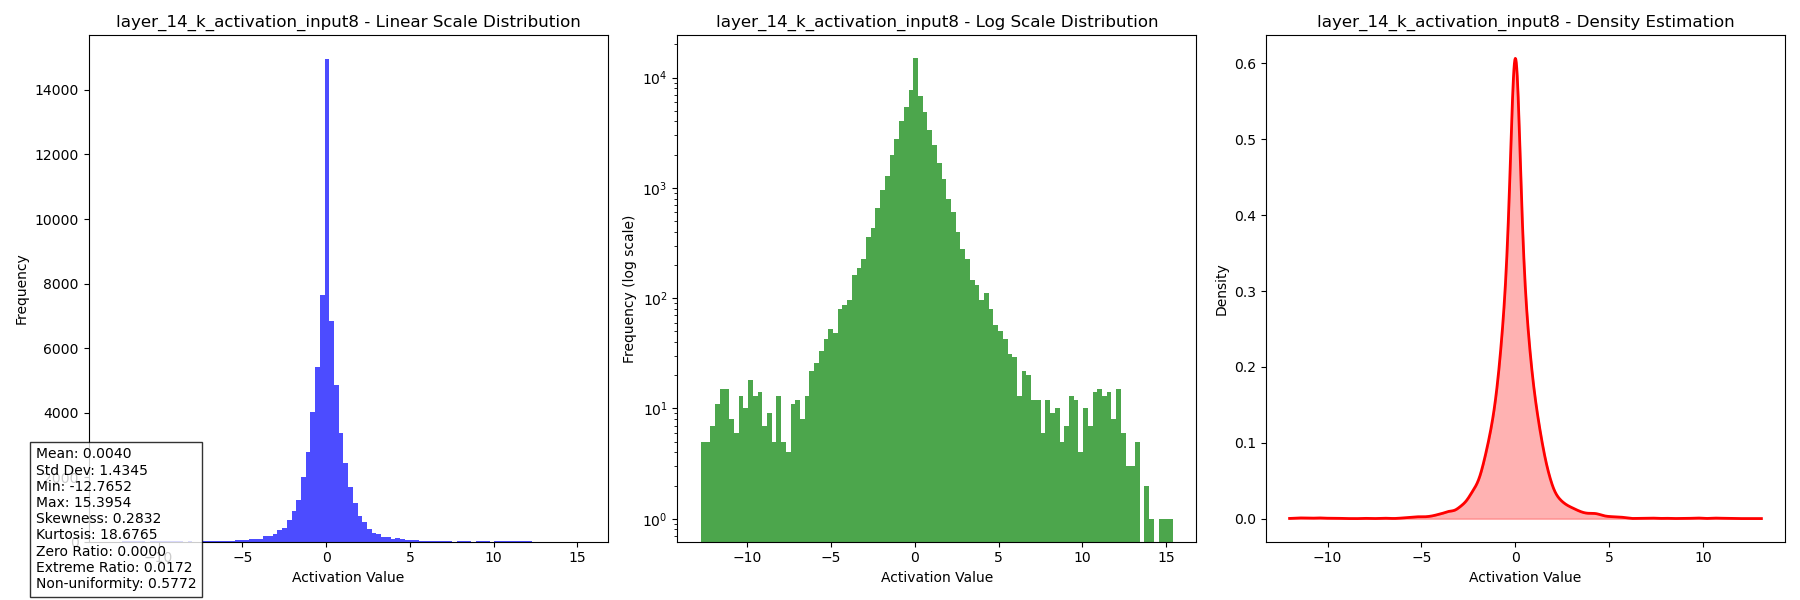 layer_14_k_activation_input8 - Linear Scale Distribution
Frequency
14000
12000
10000
8000
6000
4000
2000
0
−10
−5
0
5
10
15
Activation Value
Mean: 0.0040
Std Dev: 1.4345
Min: -12.7652
Max: 15.3954
Skewness: 0.2832
Kurtosis: 18.6765
Zero Ratio: 0.0000
Extreme Ratio: 0.0172
Non-uniformity: 0.5772
layer_14_k_activation_input8 - Log Scale Distribution
Frequency (log scale)
10⁴
10³
10²
10¹
10⁰
−10
−5
0
5
10
15
Activation Value
layer_14_k_activation_input8 - Density Estimation
Density
0.6
0.5
0.4
0.3
0.2
0.1
0.0
−10
−5
0
5
10
Activation Value